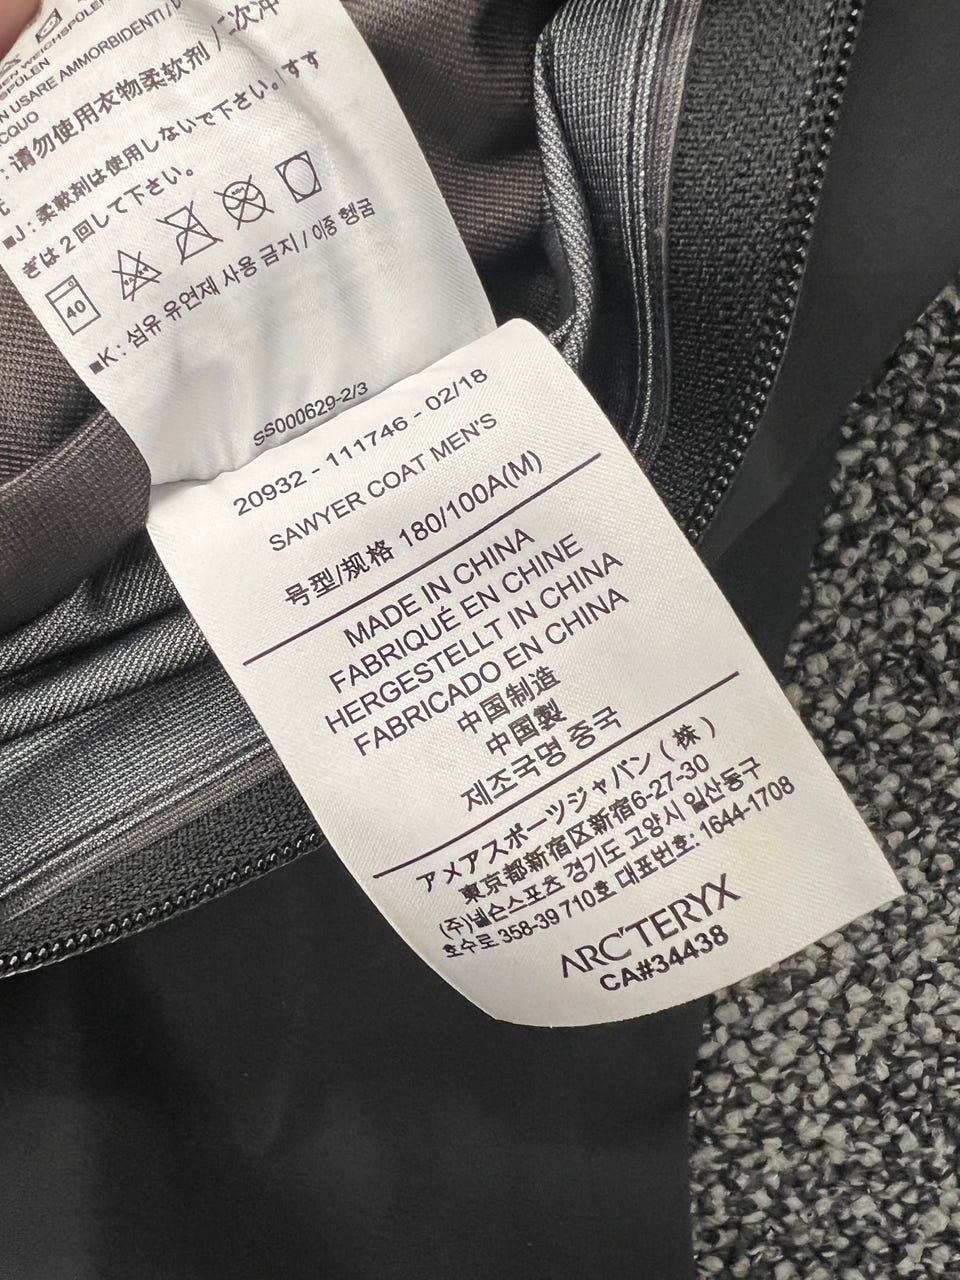 SPÜLEN
N USARE AMMORBIDENTI /
CQUO
: 请勿使用衣物柔软剂 / 二次冲
■J : 柔軟剤は使用しないで下さい。/ すす
ぎは2回して下さい。
40
■K : 섬유 유연제 사용 금지 / 이중 헹굼
SS000629-2/3
20932 - 111746 - 02/18
SAWYER COAT MEN'S
号型/规格 180/100A(M)
MADE IN CHINA
FABRIQUÉ EN CHINE
HERGESTELLT IN CHINA
FABRICADO EN CHINA
中国制造
中国製
제조국명 중국
アメアスポーツジャパン ( 株 )
東京都新宿区新宿6-27-30
(주)넬슨스포츠 경기도 고양시 일산동구
호수로 358-39 710호 대표번호: 1644-1708
ARC'TERYX
CA#34438